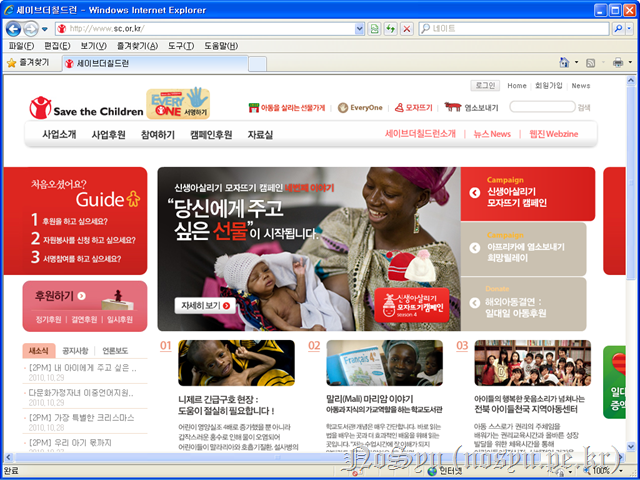 세이브더칠드런 - Windows Internet Explorer
http://www.sc.or.kr/
네이트
파일(F) 편집(E) 보기(V) 즐겨찾기(A) 도구(T) 도움말(H)
즐겨찾기 세이브더칠드런
로그인 Home 회원가입 News
Save the Children EVERY ONE 서명하기
아동을 살리는 선물가게 EveryOne 모자뜨기 염소보내기 검색
사업소개 사업후원 참여하기 캠페인후원 자료실 세이브더칠드런소개 뉴스 News 웹진 Webzine
처음오셨어요?
Guide
1 후원을 하고 싶으세요?
2 자원봉사를 신청 하고 싶으세요?
3 서명참여를 하고 싶으세요?
신생아살리기 모자뜨기 캠페인 네번째 이야기
“당신에게 주고
싶은 선물”이 시작됩니다.
자세히 보기
신생아살리기
모자뜨기캠페인
season 4
Campaign
신생아살리기
모자뜨기 캠페인
Campaign
아프리카에 염소보내기
희망릴레이
Donate
해외아동결연 :
일대일 아동후원
후원하기
정기후원 | 결연후원 | 일시후원
새소식 공지사항 언론보도
[2PM] 내 아이에게 주고 싶은 ..
2010,10,29
다문화가정자녀 이중언어지원..
2010,10,29
[2PM] 가장 특별한 크리스마스
2010,10,28
[2PM] 우리 아기 몫까지
01
니제르 긴급구호 현장 :
도움이 절실히 필요합니다 !
어린이 영양실조 4~6배로 증가했을 뿐 아니라
갑작스러운 홍수로 인해 물이 오염되어
어린이들이 말라리아와 호흡기질환, 설사병의
02
말리(Mali) 마리암 이야기
아동과 지식의 가교역할을 하는 학교도서관
학교도서관 개념은 매우 간단합니다. 바로 읽는
법을 배우는 곳과 더 효과적인 배움을 위해 읽는
곳입니다.
03
아이들의 행복한 웃음소리가 넘쳐나는
전북 아이들천국 지역아동센터
아동 스스로가 권리의 주체임을
배워가는 권리교육시간과 올바른 성장
발달을 위한 체육시간을 통해
일대
증액
NoSyu (nosyu.pe.kr)
완료 인터넷 100%